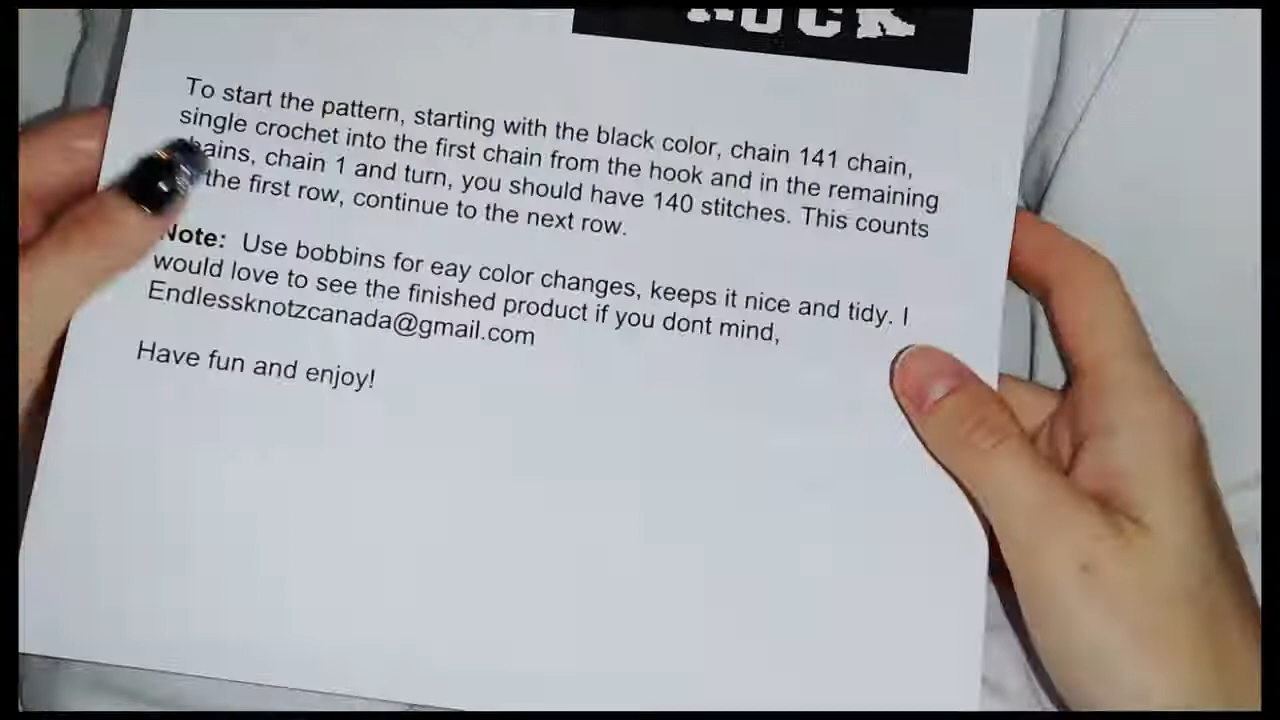 ROCK
To start the pattern, starting with the black color, chain 141 chain,
single crochet into the first chain from the hook and in the remaining
chains, chain 1 and turn, you should have 140 stitches. This counts
the first row, continue to the next row.
Note: Use bobbins for eay color changes, keeps it nice and tidy. I
would love to see the finished product if you dont mind,
Endlessknotzcanada@gmail.com
Have fun and enjoy!